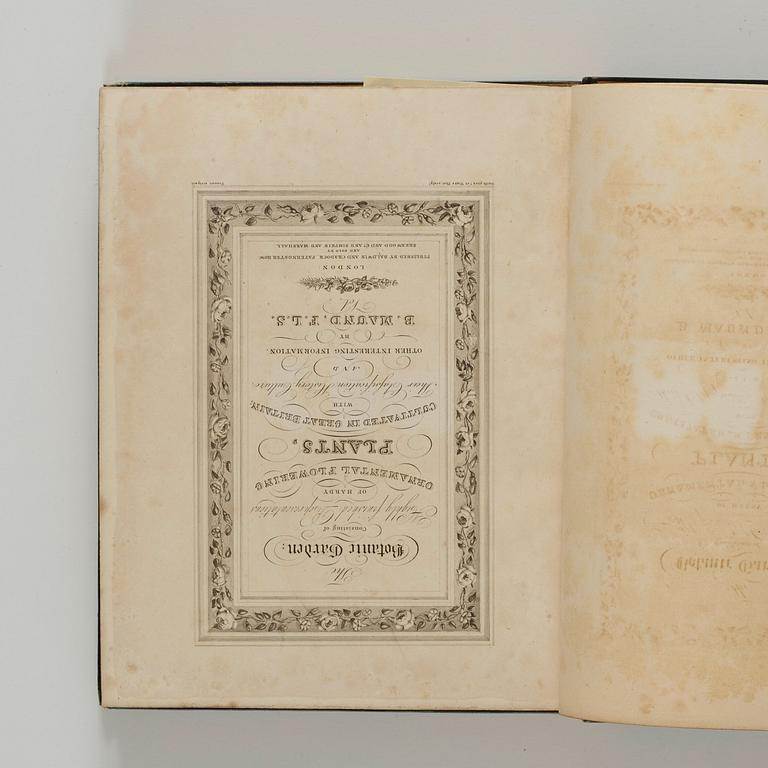 The
Botanic Garden:
Consisting of
Highly finished Representations
OF HARDY
ORNAMENTAL FLOWERING
PLANTS,
CULTIVATED IN GREAT BRITAIN;
WITH
Their Classification History Culture
AND
OTHER INTERESTING INFORMATION.
BY
B. MAUND, F.L.S.
Vol.
LONDON
PUBLISHED BY BALDWIN AND CRADOCK, PATERNOSTER ROW
AND SOLD BY
SHERWOOD AND Co. AND SIMPKIN AND MARSHALL